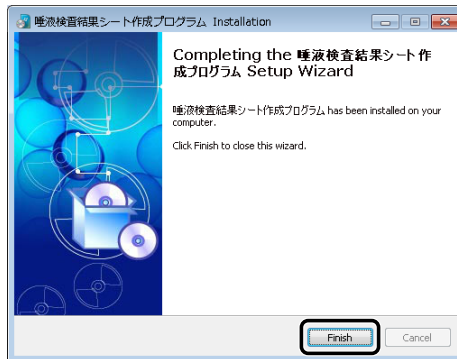 唾液検査結果シート作成プログラム Installation
Completing the 唾液検査結果シート作
成プログラム Setup Wizard
唾液検査結果シート作成プログラム has been installed on your
computer.
Click Finish to close this wizard.
Finish
Cancel